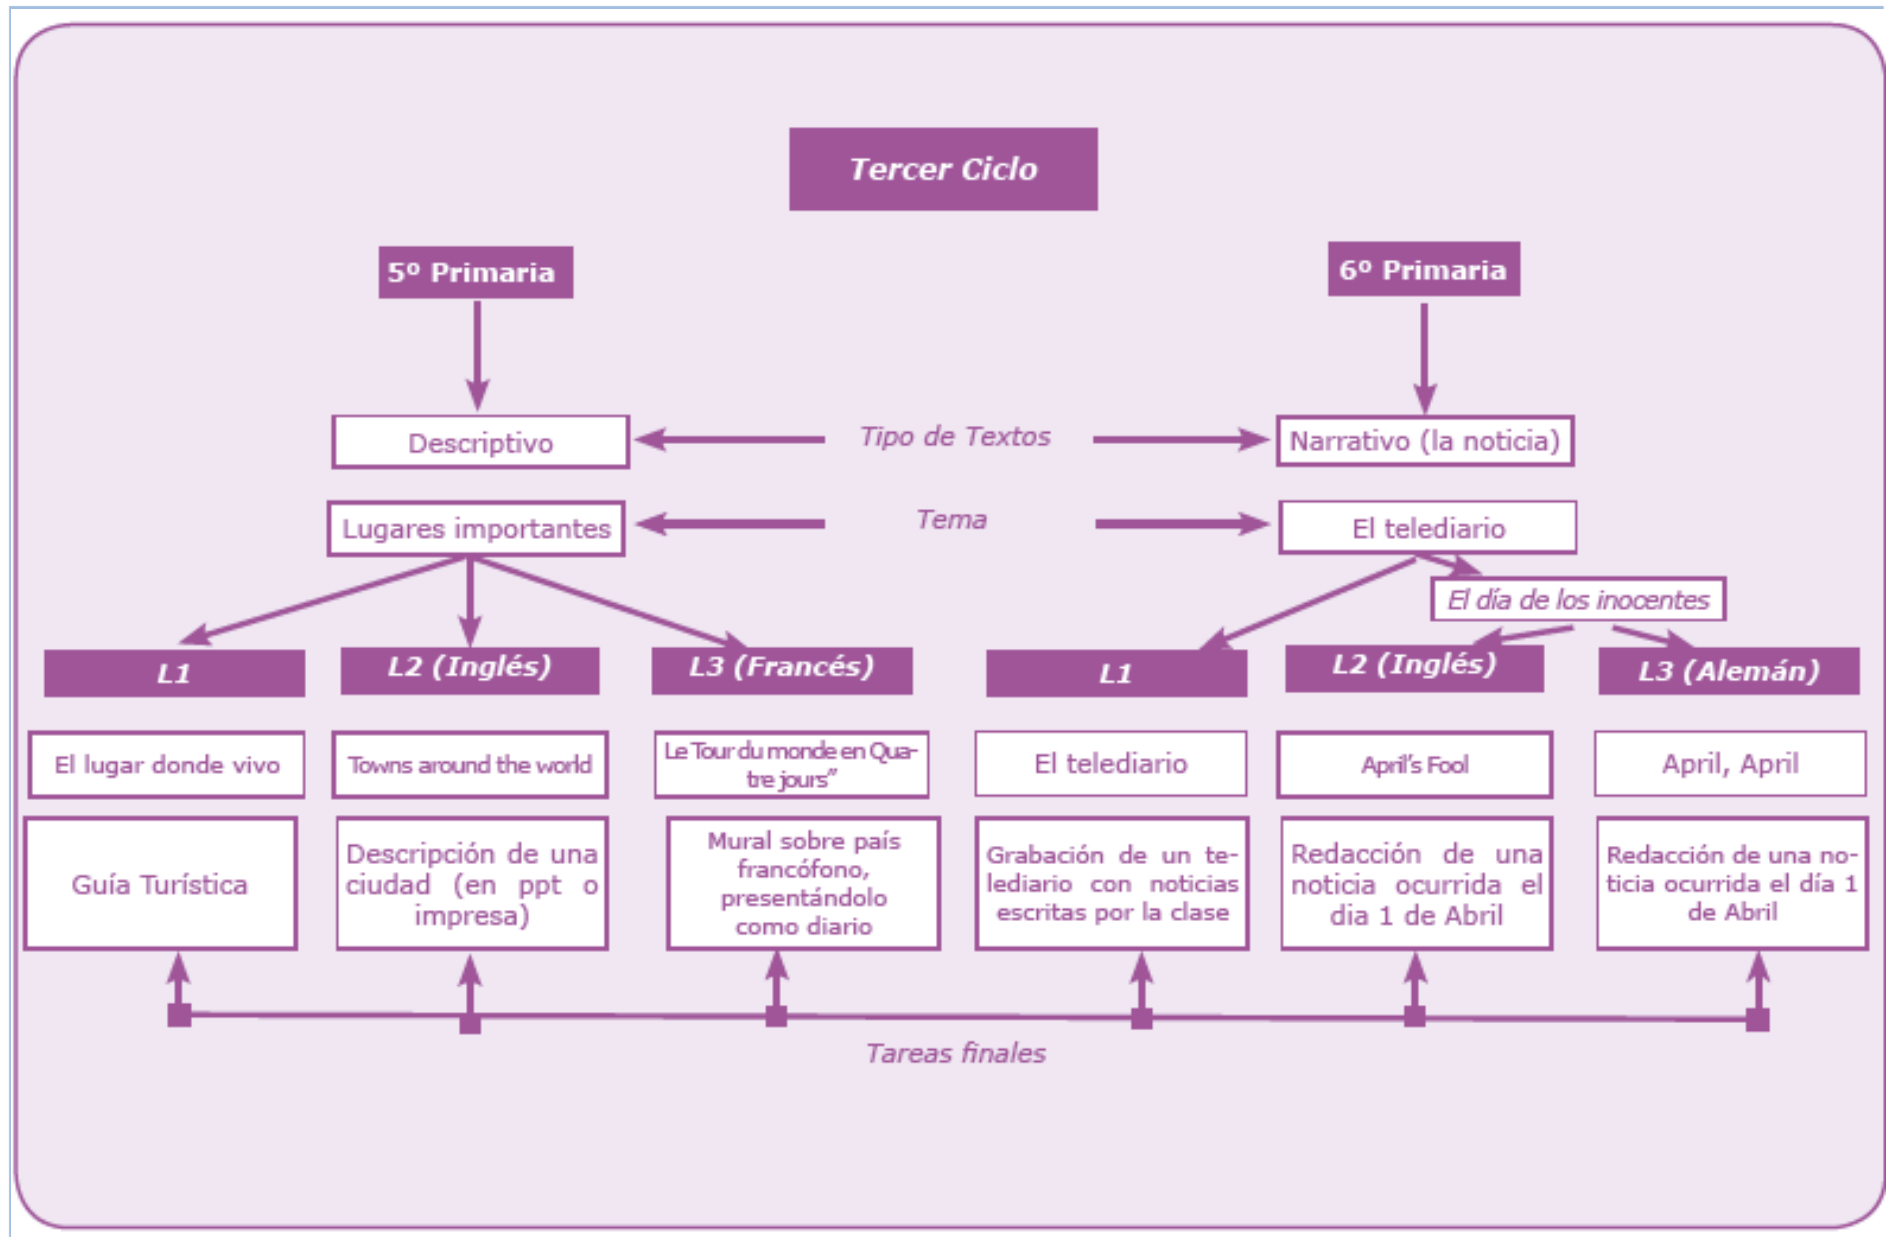 Tercer Ciclo
5º Primaria
6º Primaria
Descriptivo
Tipo de Textos
Narrativo (la noticia)
Lugares importantes
Tema
El telediario
El día de los inocentes
L1
L2 (Inglés)
L3 (Francés)
L1
L2 (Inglés)
L3 (Alemán)
El lugar donde vivo
Towns around the world
Le Tour du monde en Qua-
tre jours”
El telediario
April’s Fool
April, April
Guía Turística
Descripción de una
ciudad (en ppt o
impresa)
Mural sobre país
francófono,
presentándolo
como diario
Grabación de un te-
lediario con noticias
escritas por la clase
Redacción de una
noticia ocurrida el
dia 1 de Abril
Redacción de una no-
ticia ocurrida el día 1
de Abril
Tareas finales